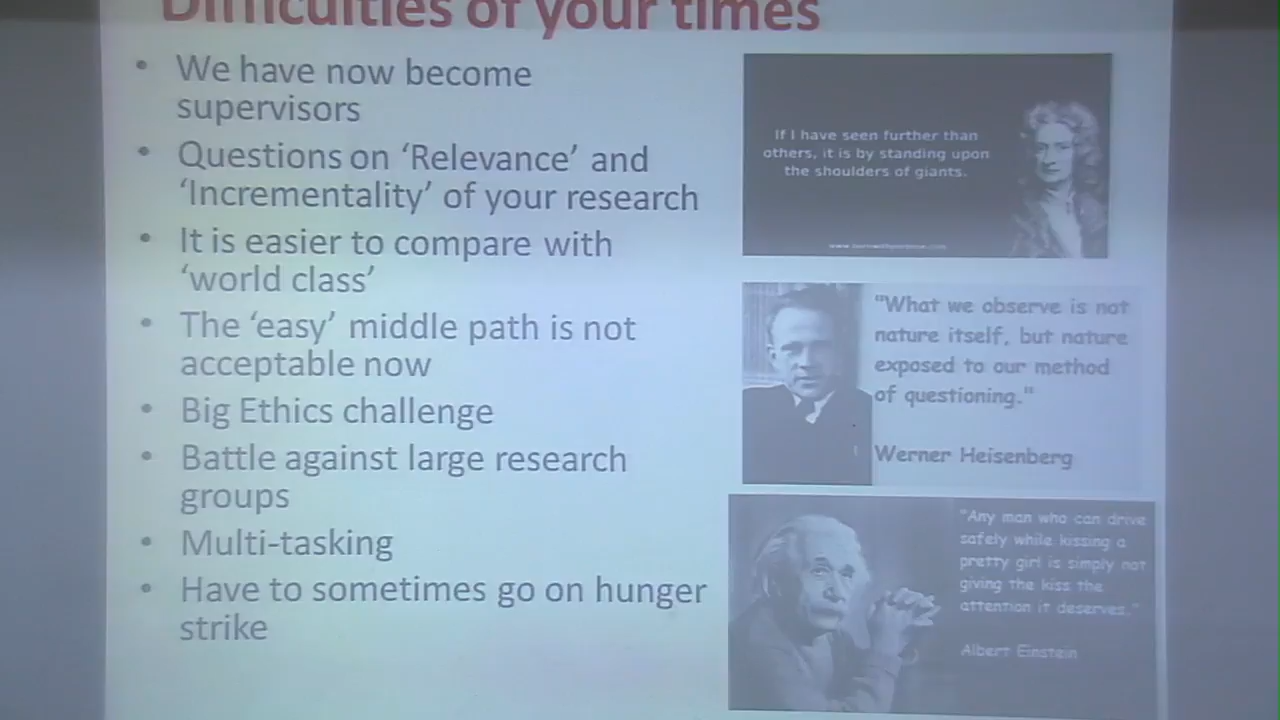 Difficulties of your times
• We have now become
supervisors
• Questions on ‘Relevance’ and
‘Incrementality’ of your research
• It is easier to compare with
‘world class’
• The ‘easy’ middle path is not
acceptable now
• Big Ethics challenge
• Battle against large research
groups
• Multi-tasking
• Have to sometimes go on hunger
strike
If I have seen further than
others, it is by standing upon
the shoulders of giants.
"What we observe is not
nature itself, but nature
exposed to our method
of questioning."
Werner Heisenberg
"Any man who can drive
safely while kissing a
pretty girl is simply not
giving the kiss the
attention it deserves."
Albert Einstein